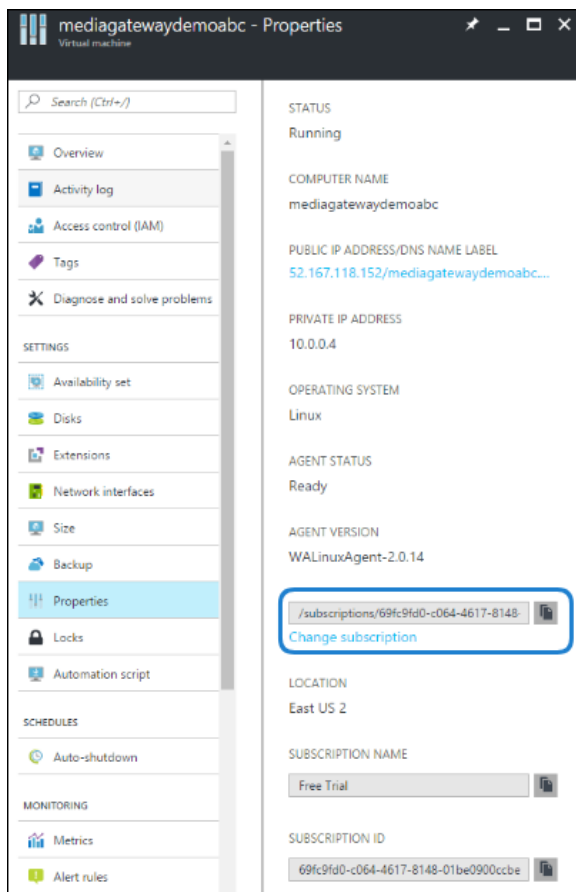 mediagatewaydemoabc - Properties
Virtual machine
Search (Ctrl+/)
Overview
Activity log
Access control (IAM)
Tags
Diagnose and solve problems
SETTINGS
Availability set
Disks
Extensions
Network interfaces
Size
Backup
Properties
Locks
Automation script
SCHEDULES
Auto-shutdown
MONITORING
Metrics
Alert rules
STATUS
Running
COMPUTER NAME
mediagatewaydemoabc
PUBLIC IP ADDRESS/DNS NAME LABEL
52.167.118.152/mediagatewaydemoabc...
PRIVATE IP ADDRESS
10.0.0.4
OPERATING SYSTEM
Linux
AGENT STATUS
Ready
AGENT VERSION
WALinuxAgent-2.0.14
/subscriptions/69fc9fd0-c064-4617-8148-
Change subscription
LOCATION
East US 2
SUBSCRIPTION NAME
Free Trial
SUBSCRIPTION ID
69fc9fd0-c064-4617-8148-01be0900ccbe